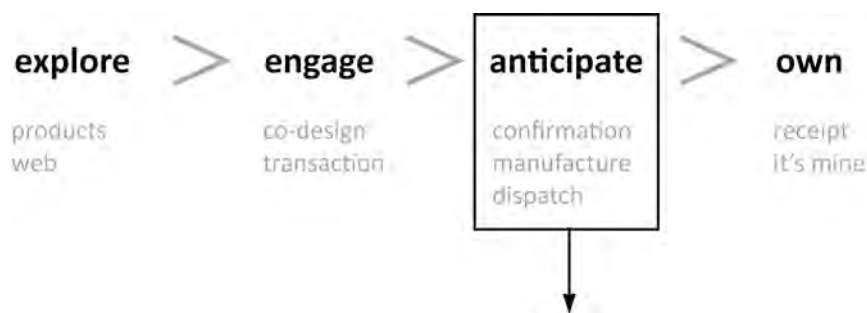 explore > engage > anticipate > own
products
web
co-design
transaction
confirmation
manufacture
dispatch
receipt
it's mine